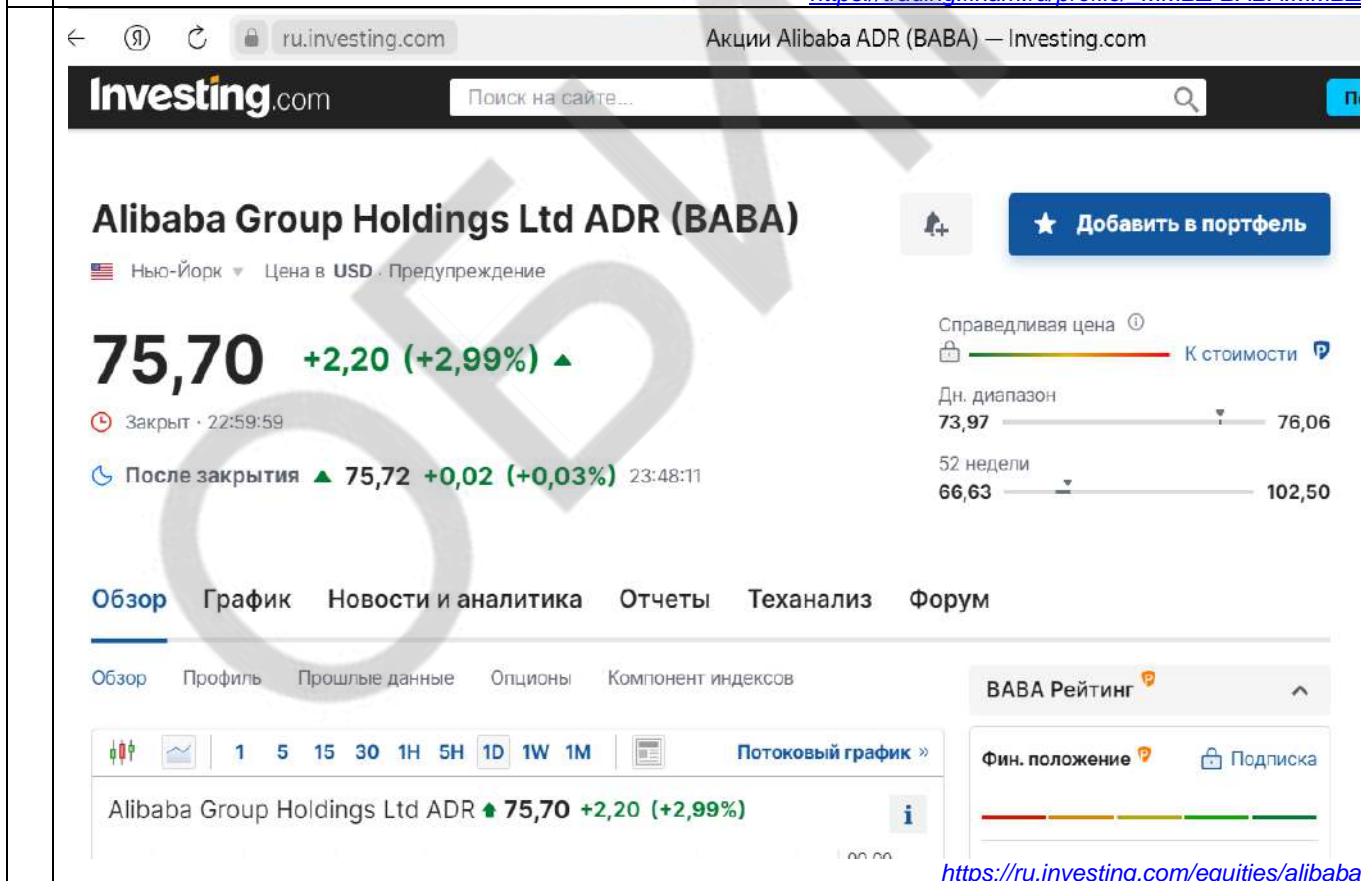 ru.investing.com
Акции Alibaba ADR (BABA) — Investing.com
Investing.com
Поиск на сайте...
Alibaba Group Holdings Ltd ADR (BABA)
Добавить в портфель
Нью-Йорк Цена в USD · Предупреждение
75,70 +2,20 (+2,99%)
Закрыт · 22:59:59
После закрытия 75,72 +0,02 (+0,03%) 23:48:11
Справедливая цена
К стоимости
Дн. диапазон
73,97 76,06
52 недели
66,63 102,50
Обзор График Новости и аналитика Отчеты Теханализ Форум
Обзор Профиль Прошлые данные Опционы Компонент индексов
BABA Рейтинг
1 5 15 30 1H 5H 1D 1W 1M Потоковый график »
Фин. положение Подписка
Alibaba Group Holdings Ltd ADR 75,70 +2,20 (+2,99%)
https://ru.investing.com/equities/alibaba